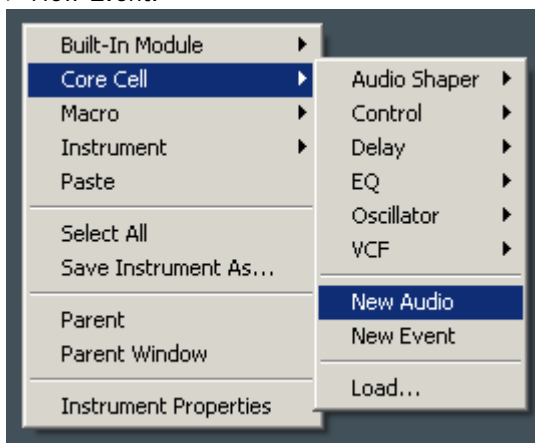 Built-In Module
Core Cell
Macro
Instrument
Paste
Select All
Save Instrument As...
Parent
Parent Window
Instrument Properties
Audio Shaper
Control
Delay
EQ
Oscillator
VCF
New Audio
New Event
Load...